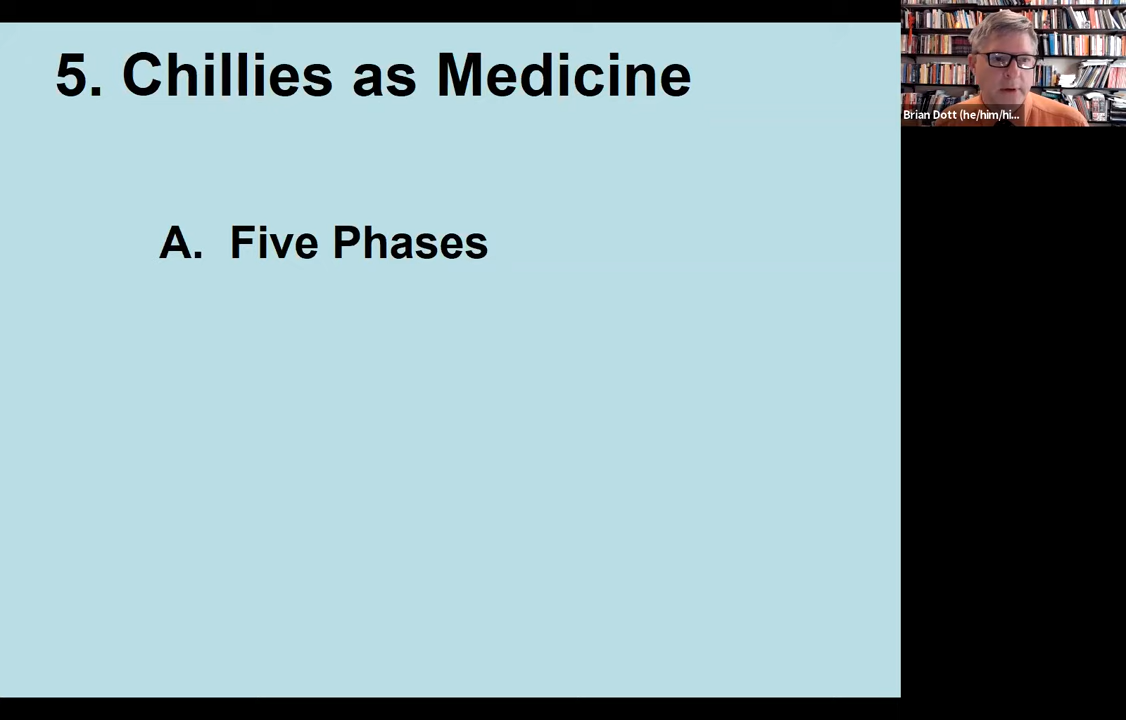 5. Chillies as Medicine
Brian Dott (he/him/hi...
A. Five Phases